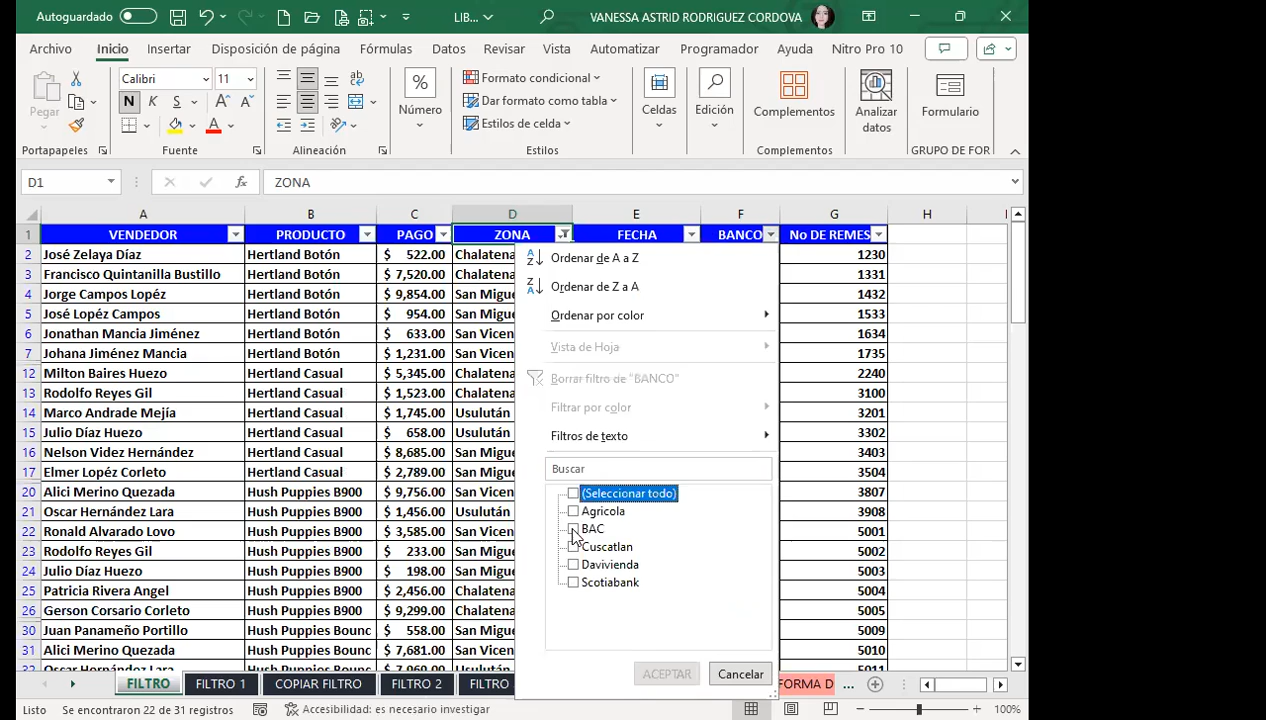 Autoguardado LIB... VANESSA ASTRID RODRIGUEZ CORDOVA
Archivo Inicio Insertar Disposición de página Fórmulas Datos Revisar Vista Automatizar Programador Ayuda Nitro Pro 10
Pegar Calibri 11 Número Formato condicional Celdas Edición Complementos Analizar datos Formulario
N K S Dar formato como tabla
Estilos de celda
Portapapeles Fuente Alineación Estilos Complementos GRUPO DE FOR
D1 fx ZONA
A B C D E F G H I
1 VENDEDOR PRODUCTO PAGO ZONA FECHA BANCO No DE REMES
2 José Zelaya Díaz Hertland Botón $ 522.00 Chalatena 1230
3 Francisco Quintanilla Bustillo Hertland Botón $ 7,520.00 Chalatena 1331
4 Jorge Campos Lopéz Hertland Botón $ 9,854.00 San Migue 1432
5 José Lopéz Campos Hertland Botón $ 954.00 San Migue 1533
6 Jonathan Mancia Jiménez Hertland Botón $ 633.00 San Vicen 1634
7 Johana Jiménez Mancia Hertland Botón $ 1,231.00 San Vicen 1735
12 Milton Baires Huezo Hertland Casual $ 5,345.00 Chalatena 2240
13 Rodolfo Reyes Gil Hertland Casual $ 1,523.00 Chalatena 3100
14 Marco Andrade Mejía Hertland Casual $ 1,745.00 Usulután 3201
15 Julio Díaz Huezo Hertland Casual $ 658.00 Usulután 3302
16 Nelson Videz Hernández Hertland Casual $ 8,685.00 San Migue 3403
17 Elmer Lopéz Corleto Hertland Casual $ 2,789.00 San Migue 3504
20 Alici Merino Quezada Hush Puppies B900 $ 9,756.00 San Vicen 3807
21 Oscar Hernández Lara Hush Puppies B900 $ 1,456.00 Usulután 3908
22 Ronald Alvarado Lovo Hush Puppies B900 $ 3,585.00 San Vicen 5001
23 Rodolfo Reyes Gil Hush Puppies B900 $ 233.00 San Migue 5002
24 Julio Díaz Huezo Hush Puppies B900 $ 198.00 San Migue 5003
25 Patricia Rivera Angel Hush Puppies B900 $ 2,456.00 Chalatena 5004
26 Gerson Corsario Corleto Hush Puppies B900 $ 9,299.00 Chalatena 5005
30 Juan Panameño Portillo Hush Puppies Bounc $ 558.00 San Migue 5009
31 Alici Merino Quezada Hush Puppies Bounc $ 7,681.00 San Vicen 5010
32 Oscar Hernández Lara Hush Puppies Bounc $ 7,969.00 Usulután 5011
Ordenar de A a Z
Ordenar de Z a A
Ordenar por color
Vista de Hoja
Borrar filtro de "BANCO"
Filtrar por color
Filtros de texto
Buscar
(Seleccionar todo)
Agricola
BAC
Cuscatlan
Davivienda
Scotiabank
ACEPTAR Cancelar
FILTRO FILTRO 1 COPIAR FILTRO FILTRO 2 FILTRO FORMA D ...
Listo Se encontraron 22 de 31 registros Accesibilidad: es necesario investigar 100%